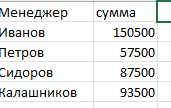 Менеджер сумма
Иванов 150500
Петров 57500
Сидоров 87500
Калашников 93500